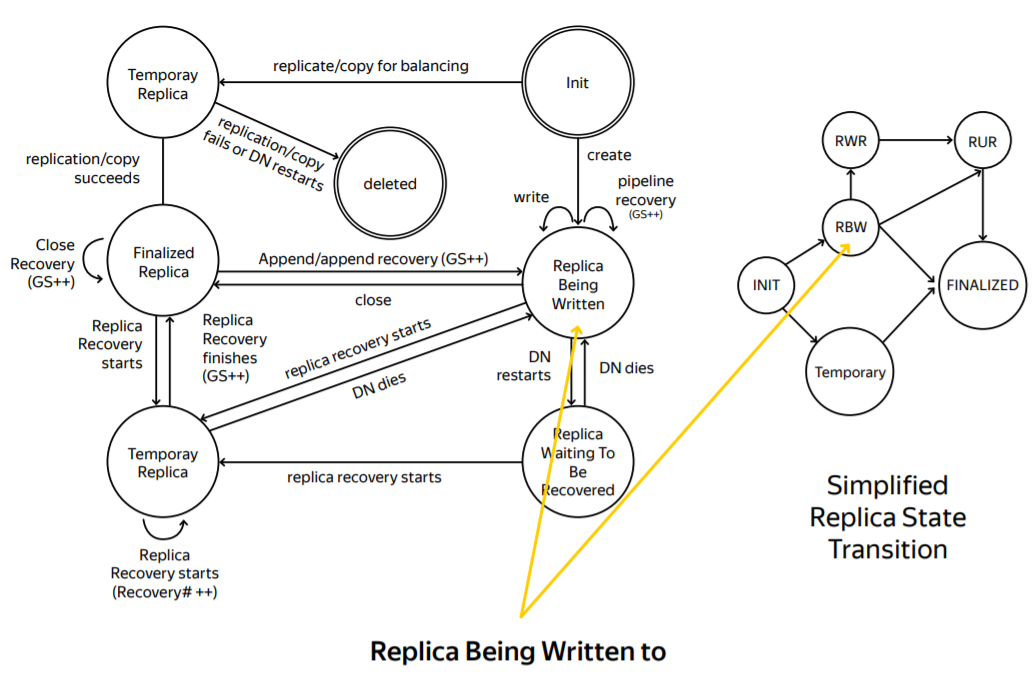 Temporay
Replica
replicate/copy for balancing
Init
replication/copy
fails or DN restarts
deleted
replication/copy
succeeds
create
write
pipeline
recovery
(GS++)
Close
Recovery
(GS++)
Finalized
Replica
Append/append recovery (GS++)
close
Replica
Being
Written
Replica
Recovery
starts
Replica
Recovery
finishes
(GS++)
replica recovery starts
DN dies
DN
restarts
DN dies
Temporay
Replica
replica recovery starts
Replica
Waiting To
Be
Recovered
Replica
Recovery starts
(Recovery# ++)
RWR
RUR
RBW
INIT
FINALIZED
Temporary
Simplified
Replica State
Transition
Replica Being Written to